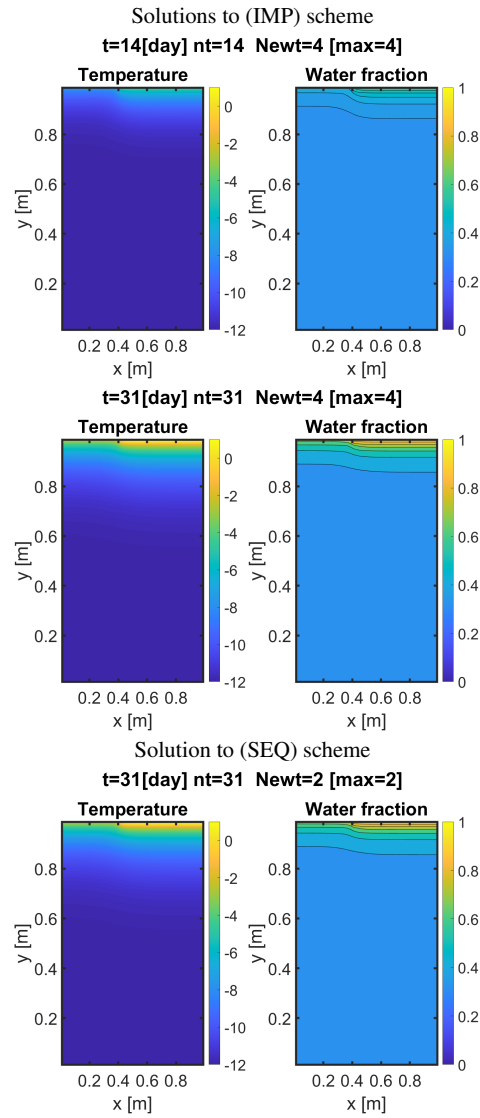 Solutions to (IMP) scheme
t=14[day] nt=14 Newt=4 [max=4]
Temperature
Water fraction
y [m]
0.8
0.6
0.4
0.2
0.2 0.4 0.6 0.8
x [m]
0
-2
-4
-6
-8
-10
-12
y [m]
0.8
0.6
0.4
0.2
0.2 0.4 0.6 0.8
x [m]
1
0.8
0.6
0.4
0.2
0
t=31[day] nt=31 Newt=4 [max=4]
Temperature
Water fraction
y [m]
0.8
0.6
0.4
0.2
0.2 0.4 0.6 0.8
x [m]
0
-2
-4
-6
-8
-10
-12
y [m]
0.8
0.6
0.4
0.2
0.2 0.4 0.6 0.8
x [m]
1
0.8
0.6
0.4
0.2
0
Solution to (SEQ) scheme
t=31[day] nt=31 Newt=2 [max=2]
Temperature
Water fraction
y [m]
0.8
0.6
0.4
0.2
0.2 0.4 0.6 0.8
x [m]
0
-2
-4
-6
-8
-10
-12
y [m]
0.8
0.6
0.4
0.2
0.2 0.4 0.6 0.8
x [m]
1
0.8
0.6
0.4
0.2
0